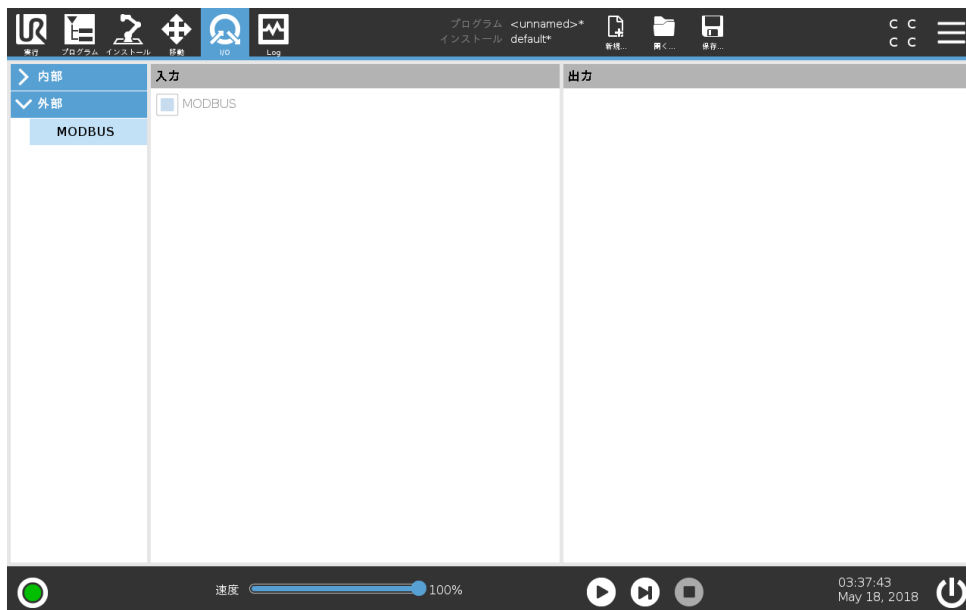 プログラム <unnamed>*
インストール default*
実行 プログラム インストール 移動 I/O Log
新規... 開く... 保存...
C C
C C
内部
外部
MODBUS
入力
MODBUS
出力
速度 100%
03:37:43
May 18, 2018